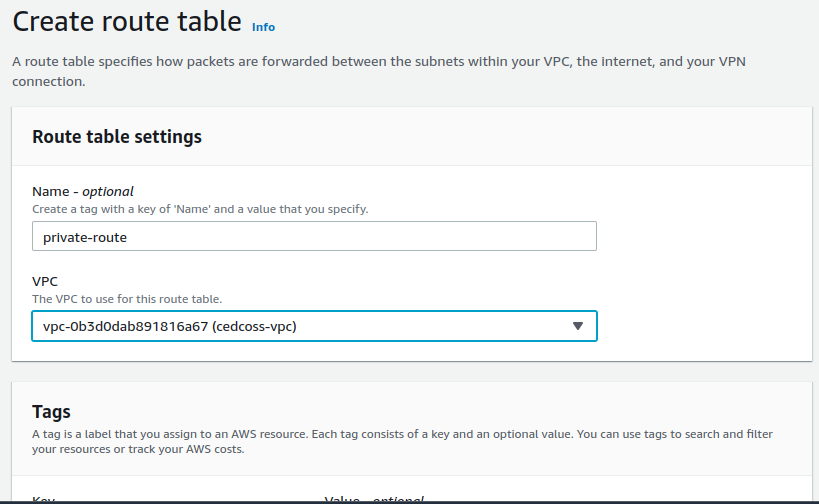 Create route table Info
A route table specifies how packets are forwarded between the subnets within your VPC, the internet, and your VPN
connection.
Route table settings
Name - optional
Create a tag with a key of 'Name' and a value that you specify.
private-route
VPC
The VPC to use for this route table.
vpc-0b3d0dab891816a67 (cedcoss-vpc)
Tags
A tag is a label that you assign to an AWS resource. Each tag consists of a key and an optional value. You can use tags to search and filter
your resources or track your AWS costs.
Key Value - optional